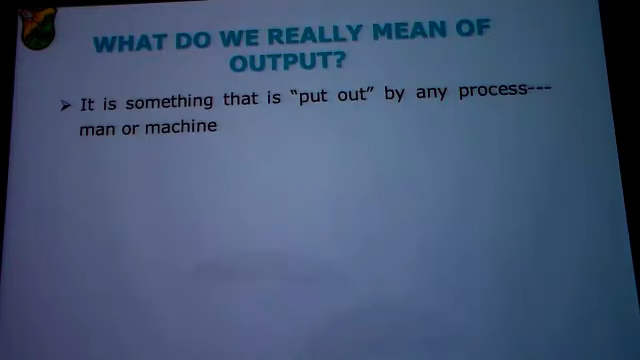 WHAT DO WE REALLY MEAN OF
OUTPUT?
➢ It is something that is “put out” by any process---
man or machine